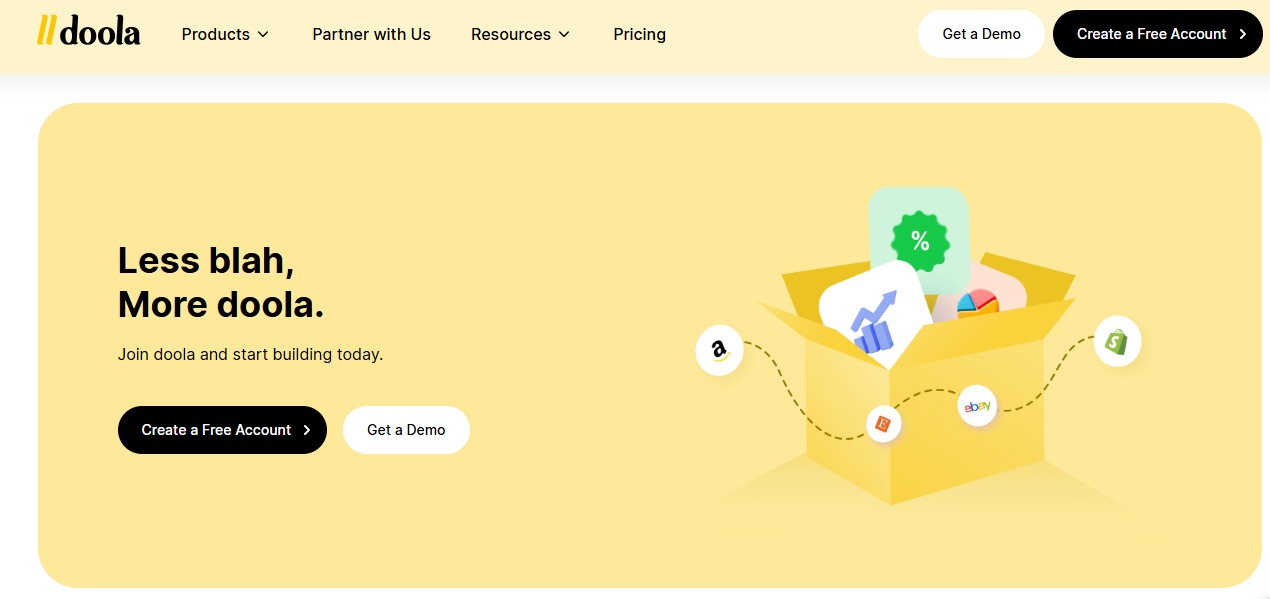 doola
Products
Partner with Us
Resources
Pricing
Get a Demo
Create a Free Account
Less blah,
More doola.
Join doola and start building today.
Create a Free Account
Get a Demo
%
a
E
ebay
S